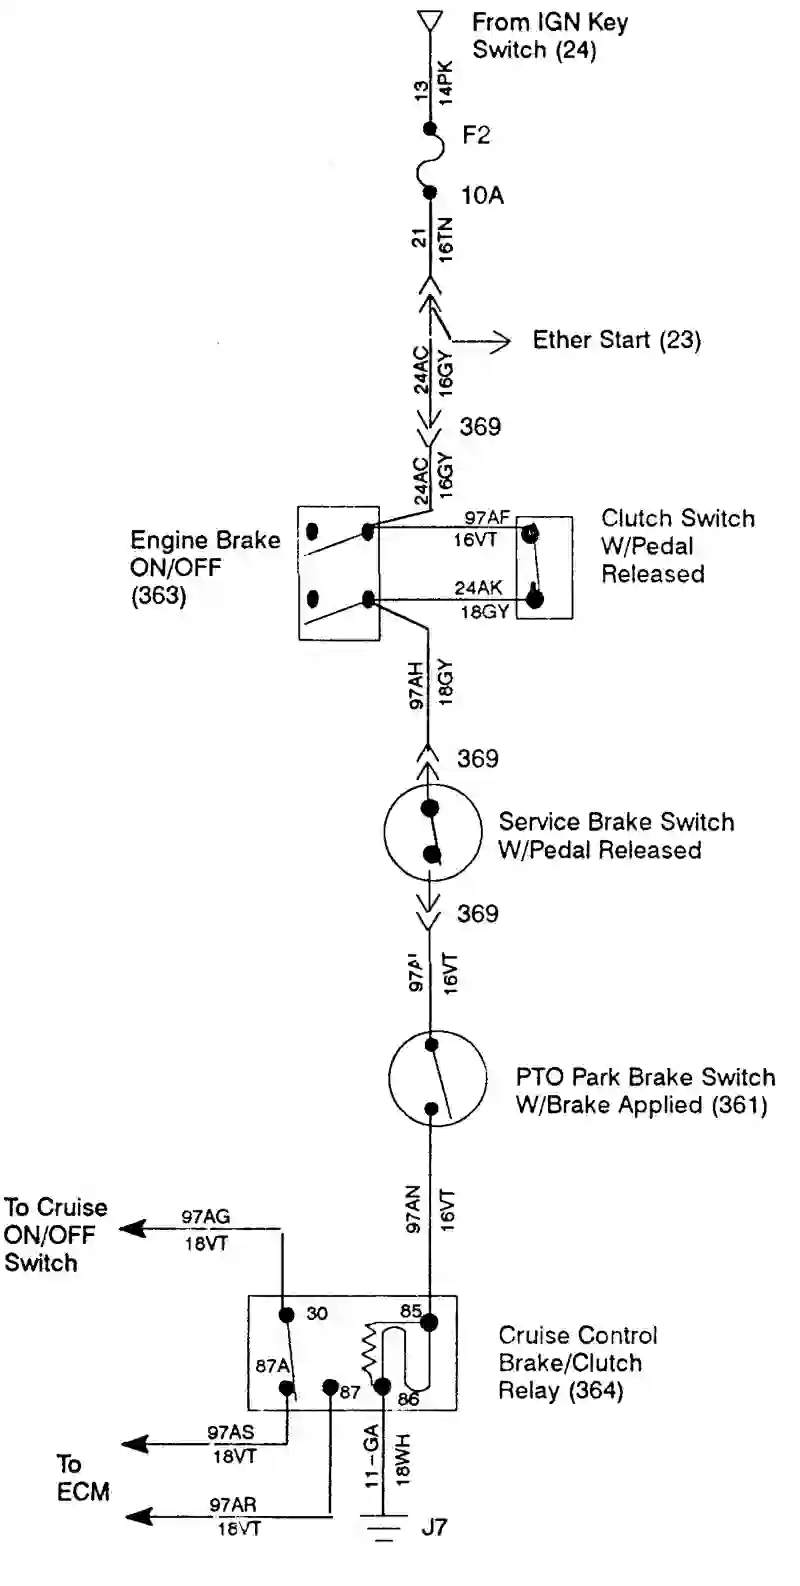 From IGN Key
Switch (24)
13
14PK
F2
10A
21
16TN
Ether Start (23)
24AC
16GY
369
24AC
16GY
Engine Brake
ON/OFF
(363)
97AF
16VT
24AK
18GY
Clutch Switch
W/Pedal
Released
97AH
18GY
369
Service Brake Switch
W/Pedal Released
369
16VT
PTO Park Brake Switch
W/Brake Applied (361)
97AN
16VT
To Cruise
ON/OFF
Switch
97AG
18VT
30
85
87A
87
86
Cruise Control
Brake/Clutch
Relay (364)
97AS
18VT
To
ECM
97AR
18VT
11-GA
18WH
J7